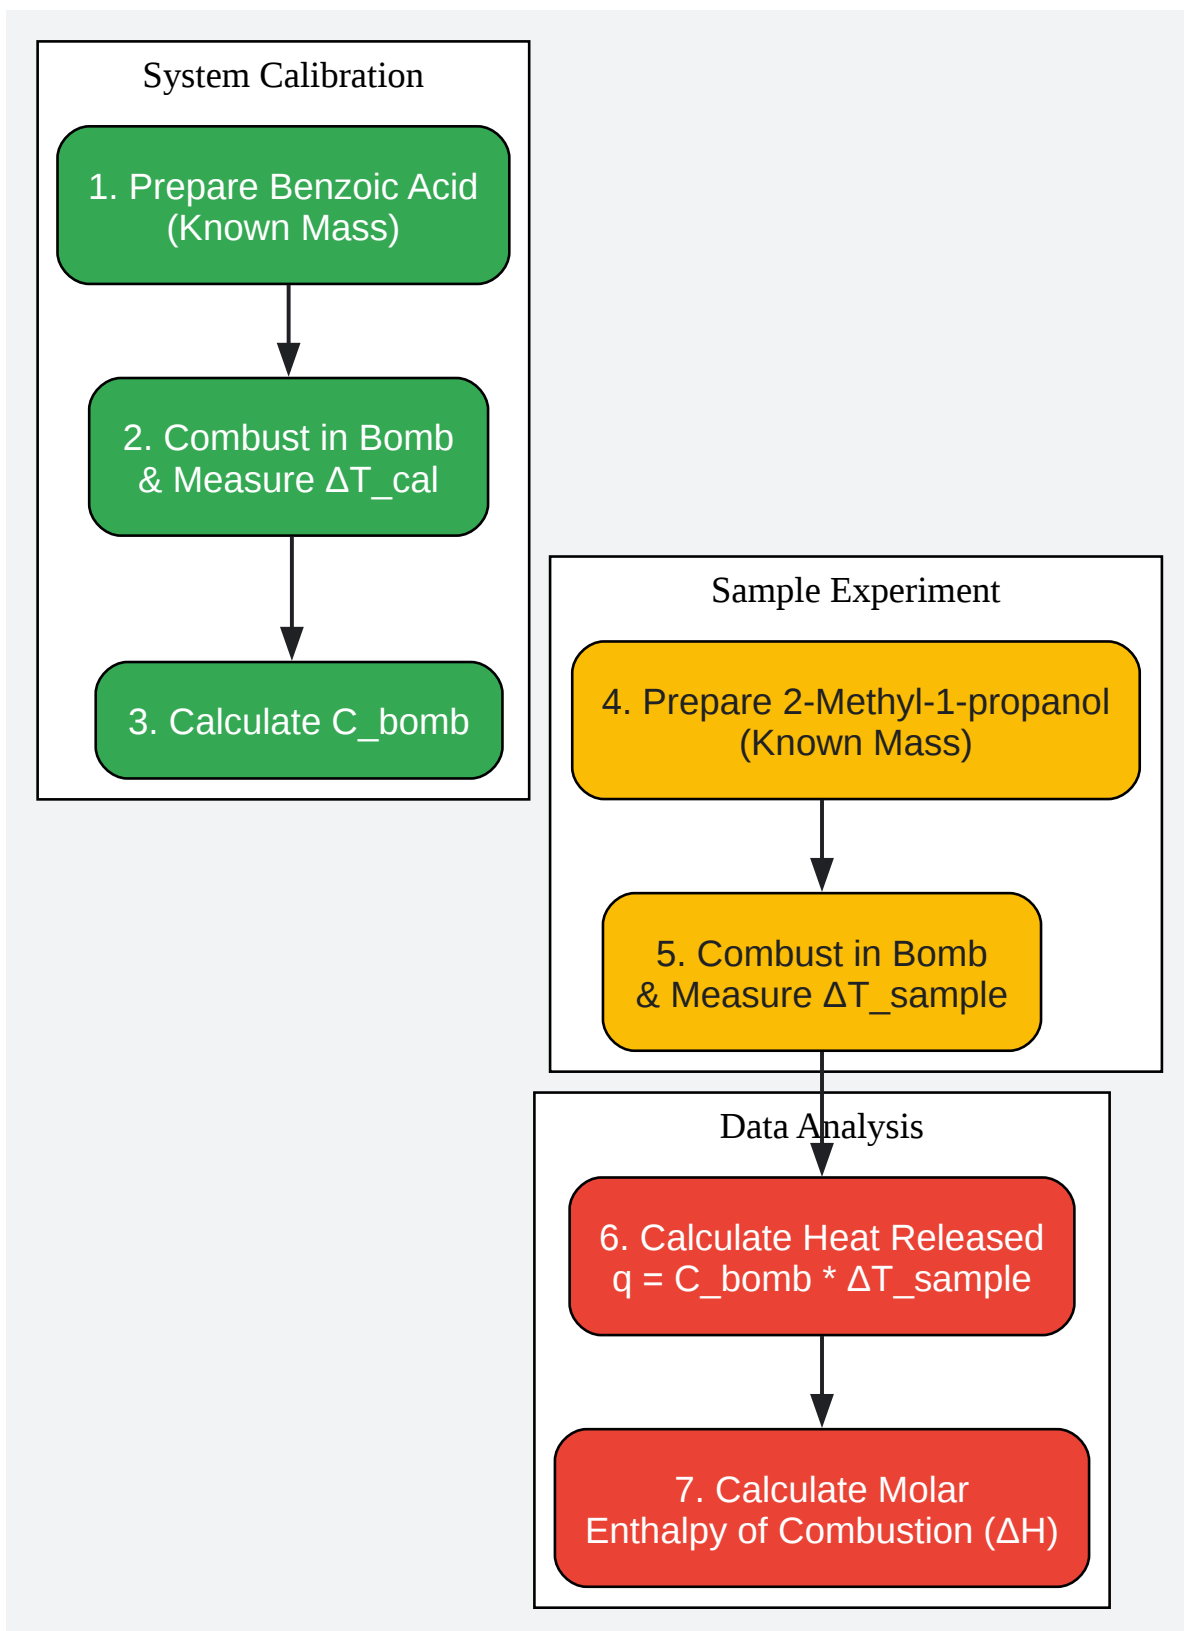 System Calibration
1. Prepare Benzoic Acid
(Known Mass)
2. Combust in Bomb
& Measure ΔT_cal
3. Calculate C_bomb
Sample Experiment
4. Prepare 2-Methyl-1-propanol
(Known Mass)
5. Combust in Bomb
& Measure ΔT_sample
Data Analysis
6. Calculate Heat Released
q = C_bomb * ΔT_sample
7. Calculate Molar
Enthalpy of Combustion (ΔH)